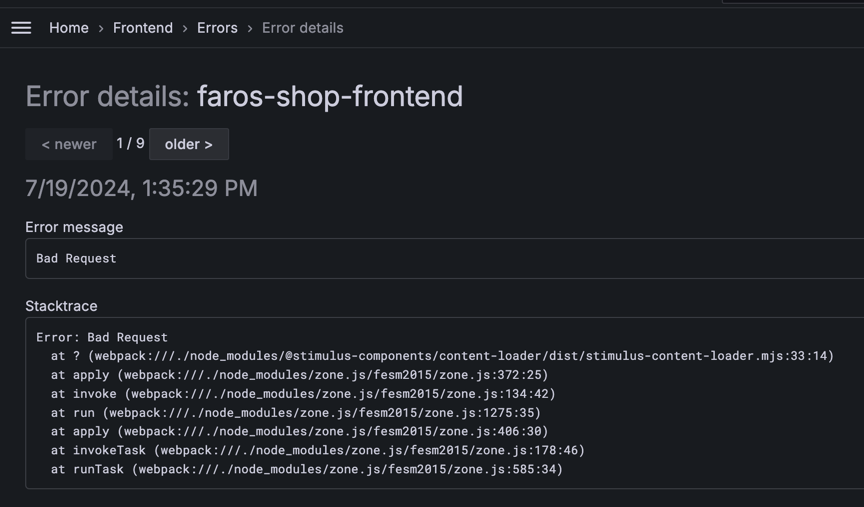 Home › Frontend › Errors › Error details
Error details: faros-shop-frontend
< newer 1 / 9 older >
7/19/2024, 1:35:29 PM
Error message
Bad Request
Stacktrace
Error: Bad Request
at ? (webpack:///./node_modules/@stimulus-components/content-loader/dist/stimulus-content-loader.mjs:33:14)
at apply (webpack:///./node_modules/zone.js/fesm2015/zone.js:372:25)
at invoke (webpack:///./node_modules/zone.js/fesm2015/zone.js:134:42)
at run (webpack:///./node_modules/zone.js/fesm2015/zone.js:1275:35)
at apply (webpack:///./node_modules/zone.js/fesm2015/zone.js:406:30)
at invokeTask (webpack:///./node_modules/zone.js/fesm2015/zone.js:178:46)
at runTask (webpack:///./node_modules/zone.js/fesm2015/zone.js:585:34)